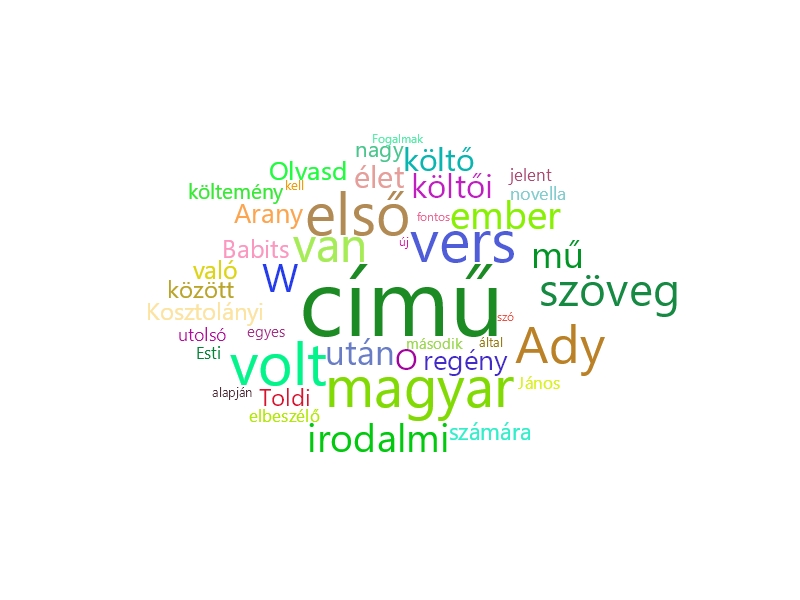 Fogalmak
nagy
költő
Olvasd
élet
költői
jelent
költemény
kell
novella
Arany
első
fontos
ember
Babits
van
új
vers
mű
való
W
között
című
szöveg
Kosztolányi
szó
utolsó
egyes
Esti
volt
után
O
második
regény
által
Ady
alapján
Toldi
magyar
János
elbeszélő
irodalmi
számára